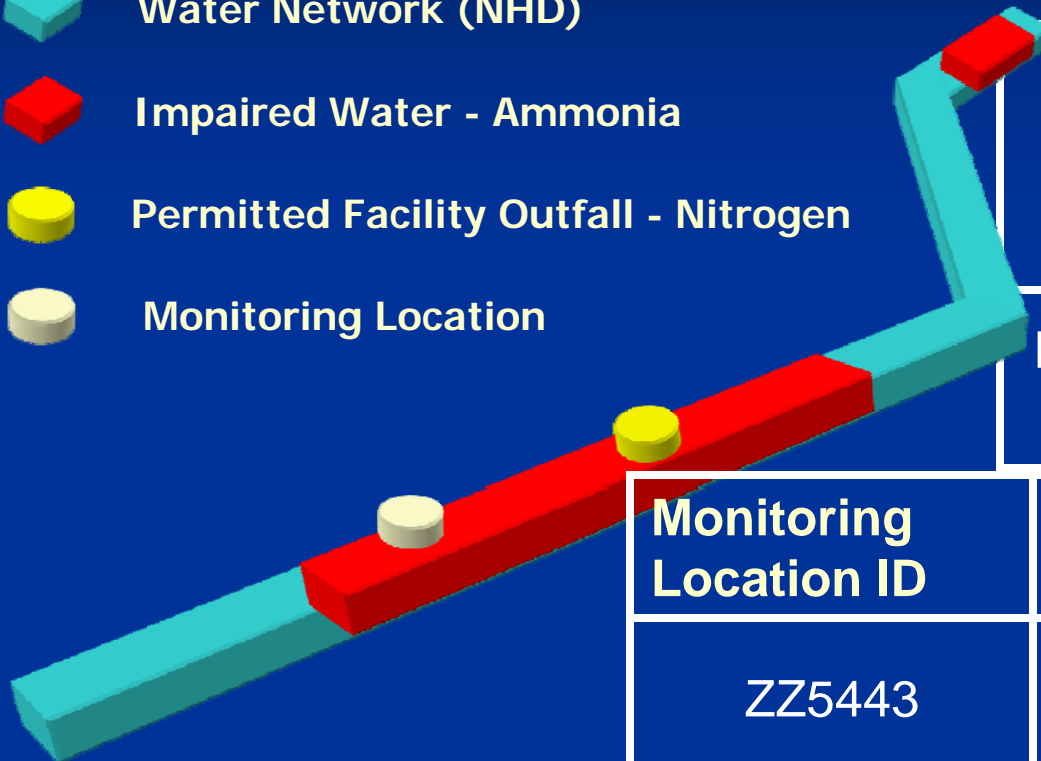 Water Network (NHD)
Impaired Water - Ammonia
Permitted Facility Outfall - Nitrogen
Monitoring Location
Monitoring
Location ID
ZZ5443